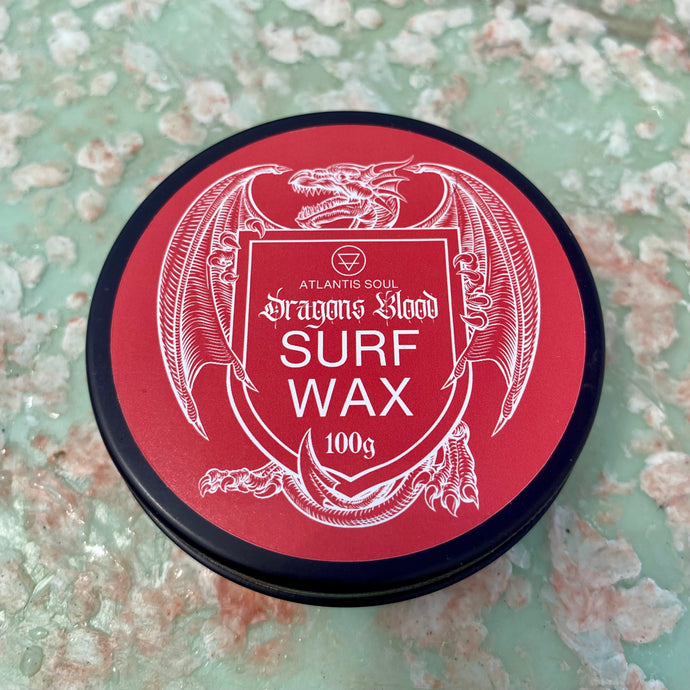 ATLANTIS SOUL
Dragons Blood
SURF
WAX
100g